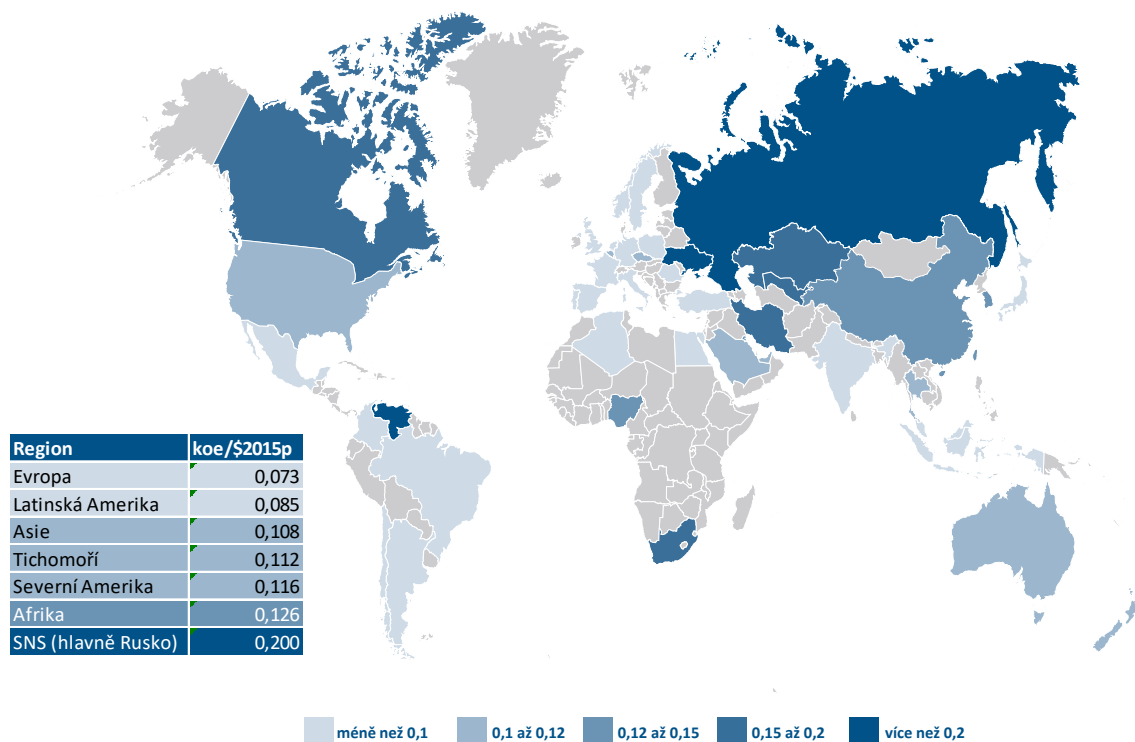 Region koe/$2015p
Evropa 0,073
Latinská Amerika 0,085
Asie 0,108
Tichomoří 0,112
Severní Amerika 0,116
Afrika 0,126
SNS (hlavně Rusko) 0,200
méně než 0,1 0,1 až 0,12 0,12 až 0,15 0,15 až 0,2 více než 0,2